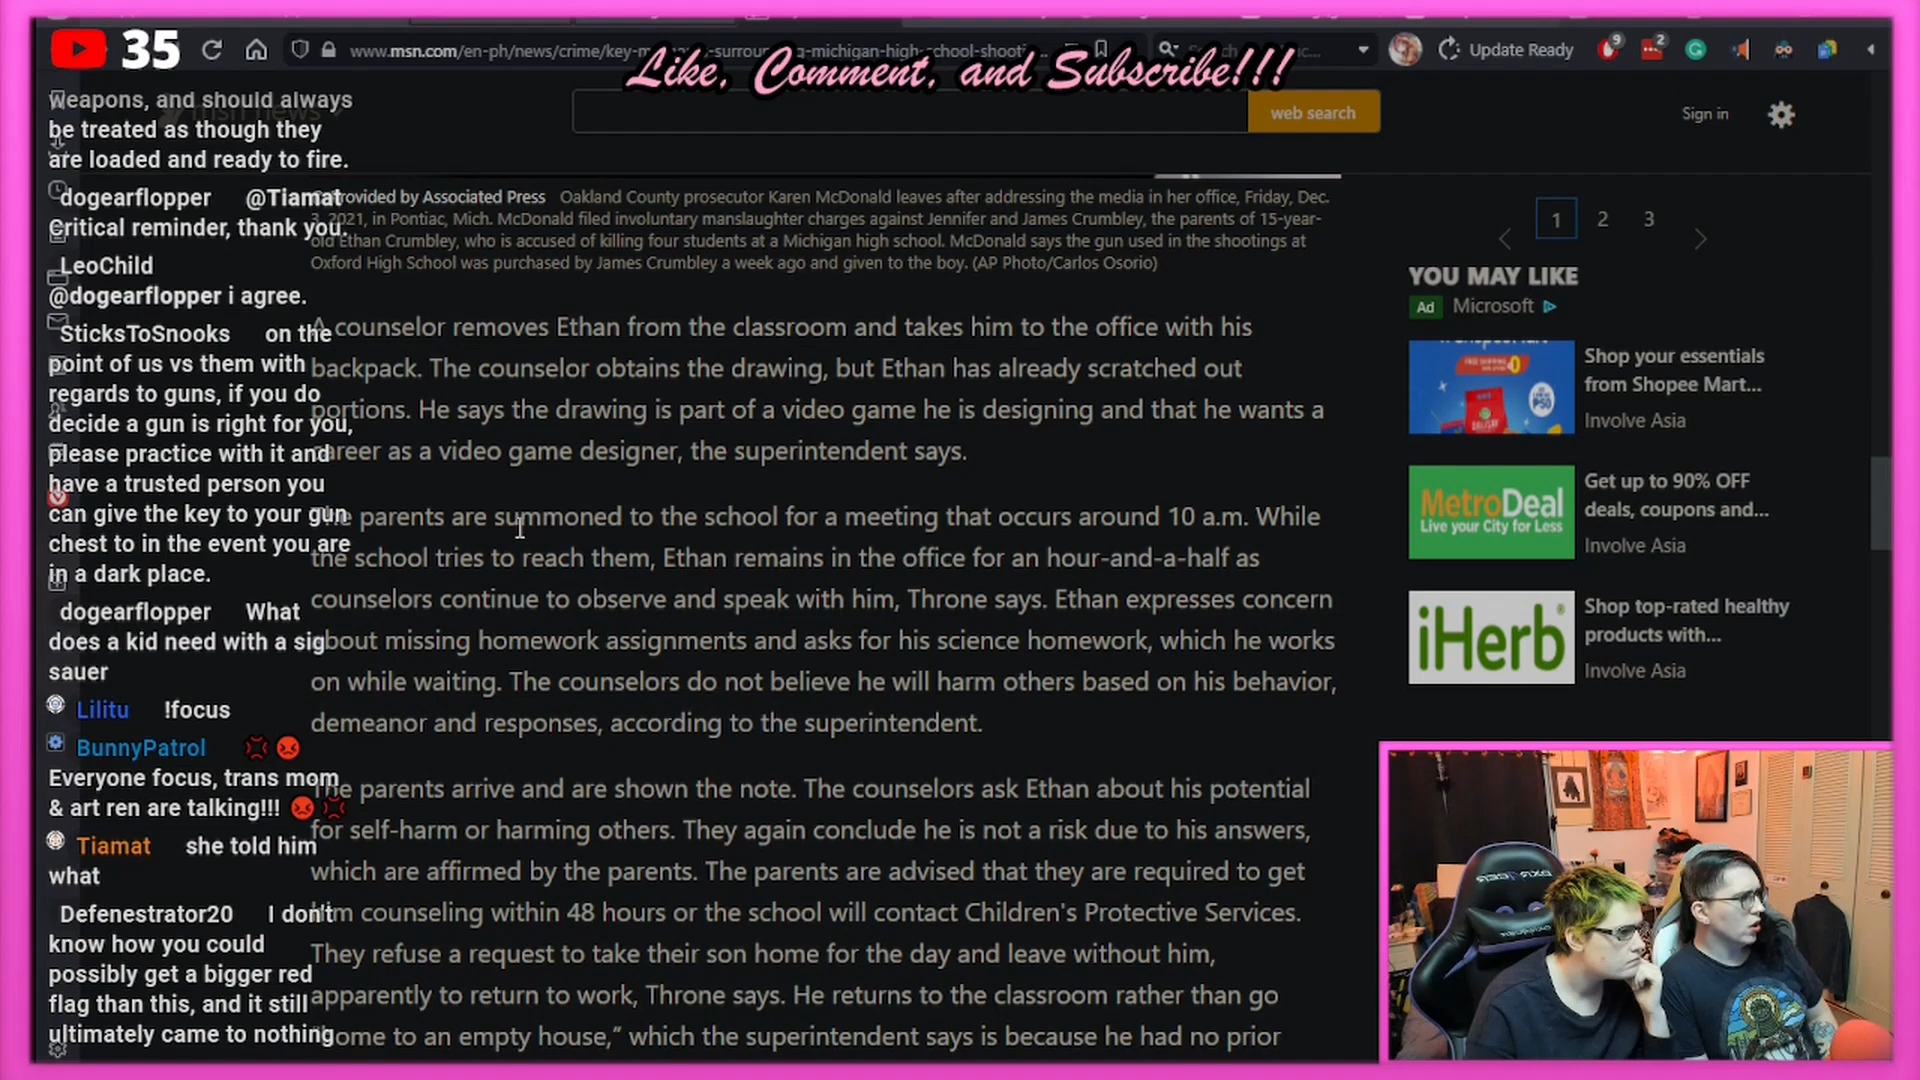 35
www.msn.com/en-ph/news/crime/key-m
surrou
g-michigan-high-school-shooti...
Update Ready
9
2
Like, Comment, and Subscribe!!!
web search
Sign in
weapons, and should always
be treated as though they
are loaded and ready to fire.
dogearflopper @Tiamat
Critical reminder, thank you.
LeoChild
@dogearflopper i agree.
SticksToSnooks on the
point of us vs them with
regards to guns, if you do
decide a gun is right for you,
please practice with it and
have a trusted person you
can give the key to your gun
chest to in the event you are
in a dark place.
dogearflopper What
does a kid need with a sig
sauer
Lilitu !focus
BunnyPatrol
Everyone focus, trans mom
& art ren are talking!!!
Tiamat she told him
what
Defenestrator20 I don't
know how you could
possibly get a bigger red
flag than this, and it still
ultimately came to nothing
Provided by Associated Press Oakland County prosecutor Karen McDonald leaves after addressing the media in her office, Friday, Dec.
3, 2021, in Pontiac, Mich. McDonald filed involuntary manslaughter charges against Jennifer and James Crumbley, the parents of 15-year-
old Ethan Crumbley, who is accused of killing four students at a Michigan high school. McDonald says the gun used in the shootings at
Oxford High School was purchased by James Crumbley a week ago and given to the boy. (AP Photo/Carlos Osorio)
A counselor removes Ethan from the classroom and takes him to the office with his
backpack. The counselor obtains the drawing, but Ethan has already scratched out
portions. He says the drawing is part of a video game he is designing and that he wants a
career as a video game designer, the superintendent says.
The parents are summoned to the school for a meeting that occurs around 10 a.m. While
the school tries to reach them, Ethan remains in the office for an hour-and-a-half as
counselors continue to observe and speak with him, Throne says. Ethan expresses concern
about missing homework assignments and asks for his science homework, which he works
on while waiting. The counselors do not believe he will harm others based on his behavior,
demeanor and responses, according to the superintendent.
The parents arrive and are shown the note. The counselors ask Ethan about his potential
for self-harm or harming others. They again conclude he is not a risk due to his answers,
which are affirmed by the parents. The parents are advised that they are required to get
him counseling within 48 hours or the school will contact Children's Protective Services.
They refuse a request to take their son home for the day and leave without him,
apparently to return to work, Throne says. He returns to the classroom rather than go
"home to an empty house," which the superintendent says is because he had no prior
1 2 3
YOU MAY LIKE
Ad Microsoft
Shop your essentials
from Shopee Mart...
Involve Asia
MetroDeal
Live your City for Less
Get up to 90% OFF
deals, coupons and...
Involve Asia
iHerb
Shop top-rated healthy
products with...
Involve Asia